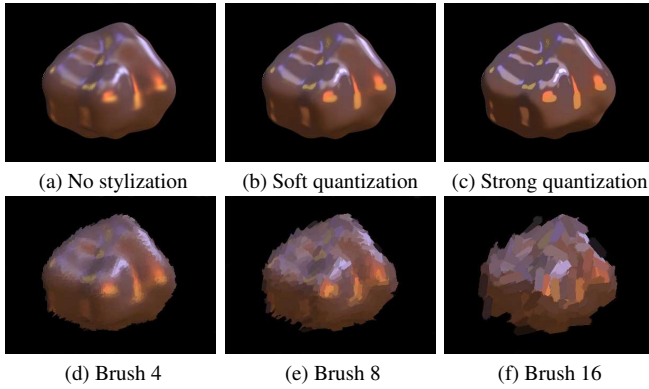 (a) No stylization
(b) Soft quantization
(c) Strong quantization
(d) Brush 4
(e) Brush 8
(f) Brush 16